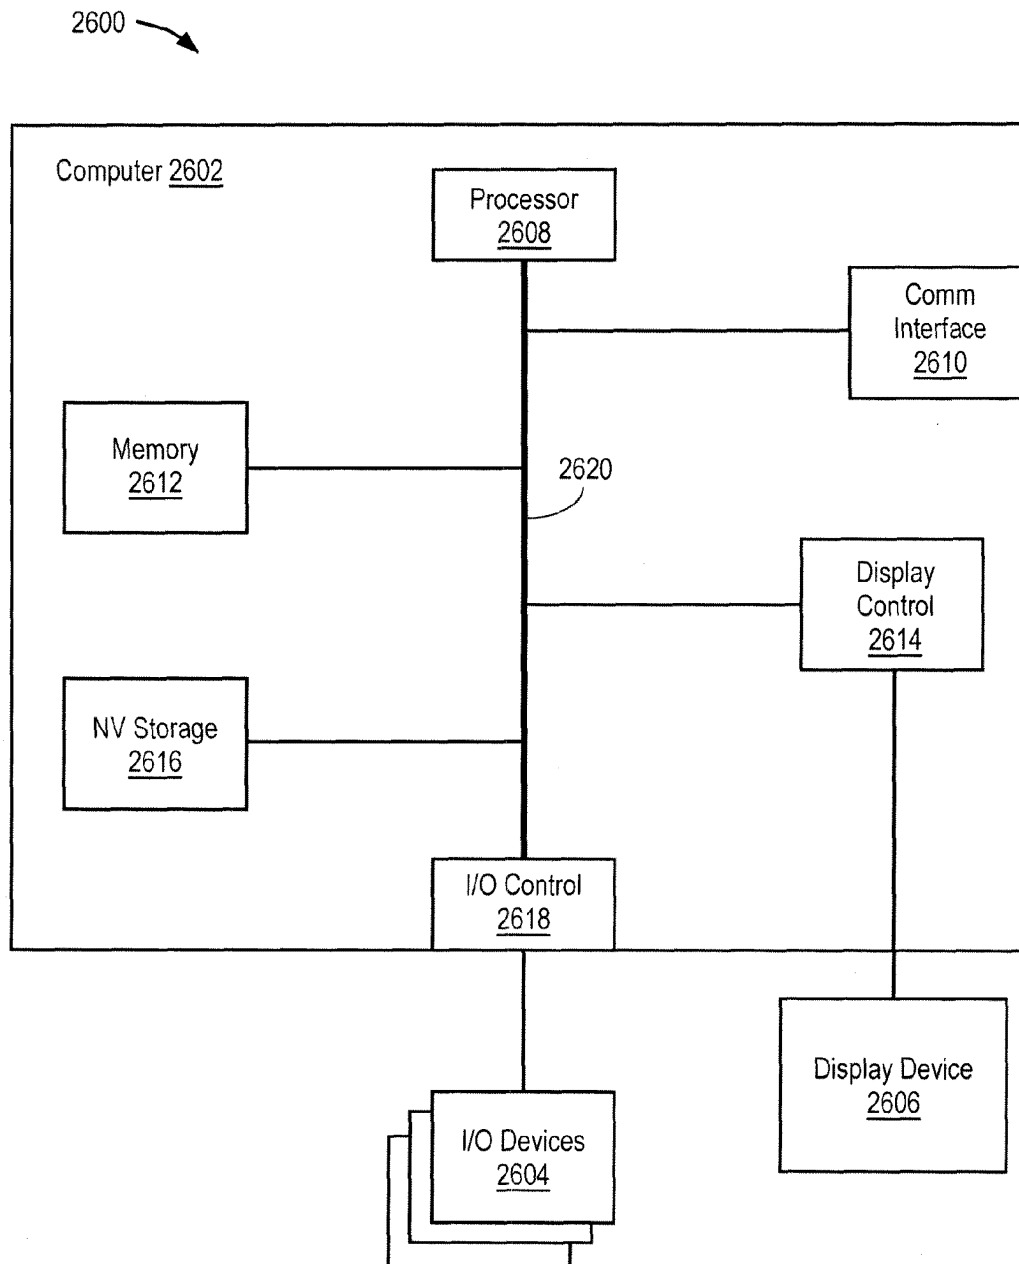 2600
Computer 2602
Processor
2608
Comm
Interface
2610
Memory
2612
2620
Display
Control
2614
NV Storage
2616
I/O Control
2618
Display Device
2606
I/O Devices
2604